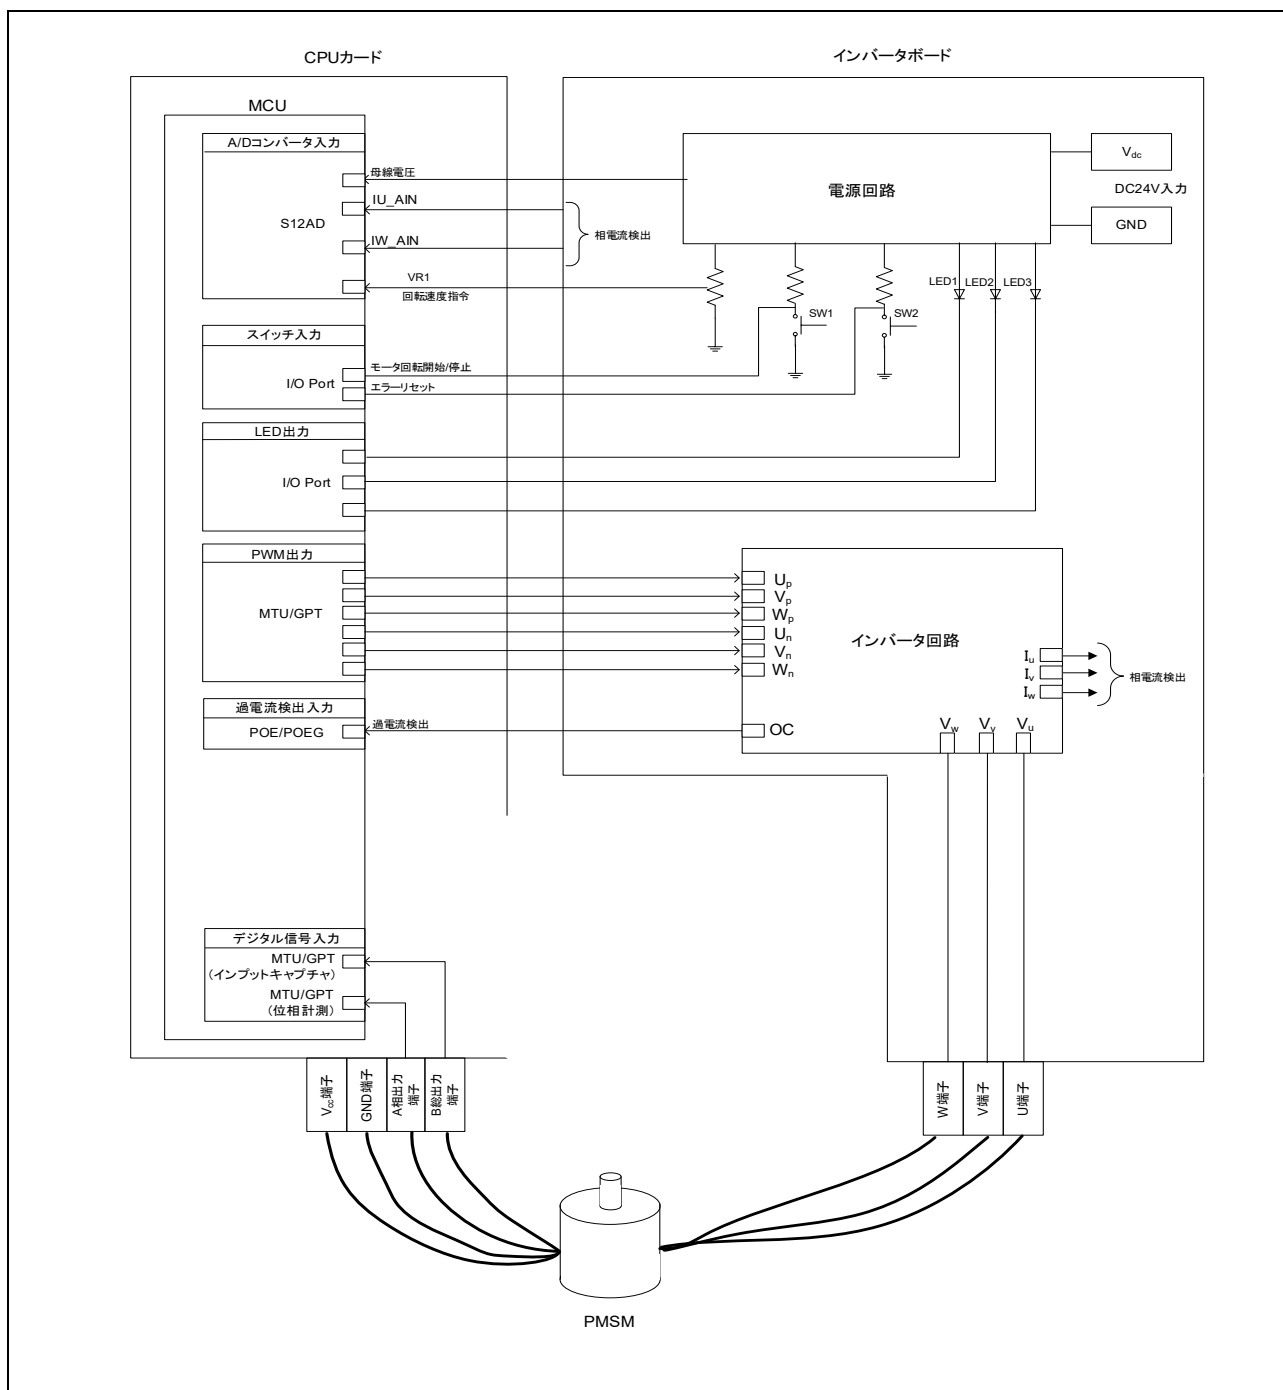 CPUカード
インバータボード
MCU
A/Dコンバータ入力
S12AD
母線電圧
IU_AIN
IW_AIN
相電流検出
VR1
回転速度指令
電源回路
Vdc
DC24V入力
GND
SW1
SW2
LED1
LED2
LED3
スイッチ入力
I/O Port
モータ回転開始/停止
エラーリセット
LED出力
I/O Port
PWM出力
MTU/GPT
Up
Vp
Wp
Un
Vn
Wn
インバータ回路
Iu
Iv
Iw
相電流検出
過電流検出入力
POE/POEG
過電流検出
OC
Vw
Vv
Vu
デジタル信号入力
MTU/GPT
(インプットキャプチャ)
MTU/GPT
(位相計測)
Vcc端子
GND端子
A相出力
端子
B総出力
端子
W端子
V端子
U端子
PMSM